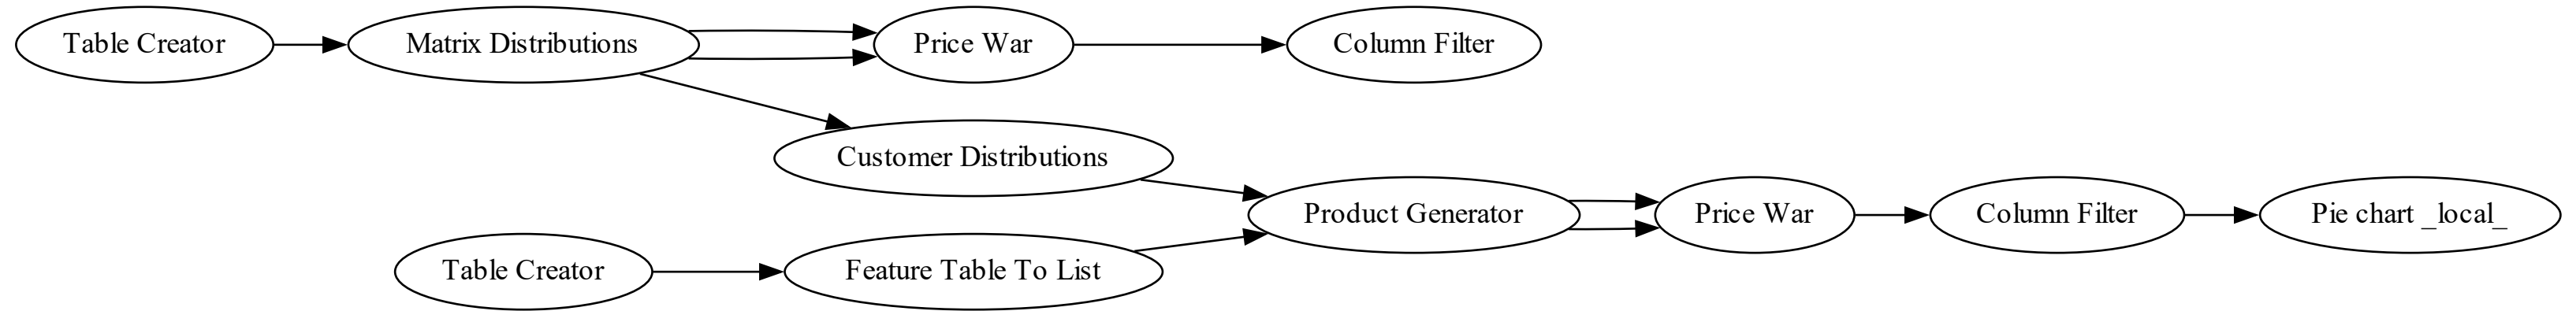 Table Creator
Matrix Distributions
Price War
Column Filter
Customer Distributions
Product Generator
Price War
Column Filter
Pie chart _local_
Table Creator
Feature Table To List